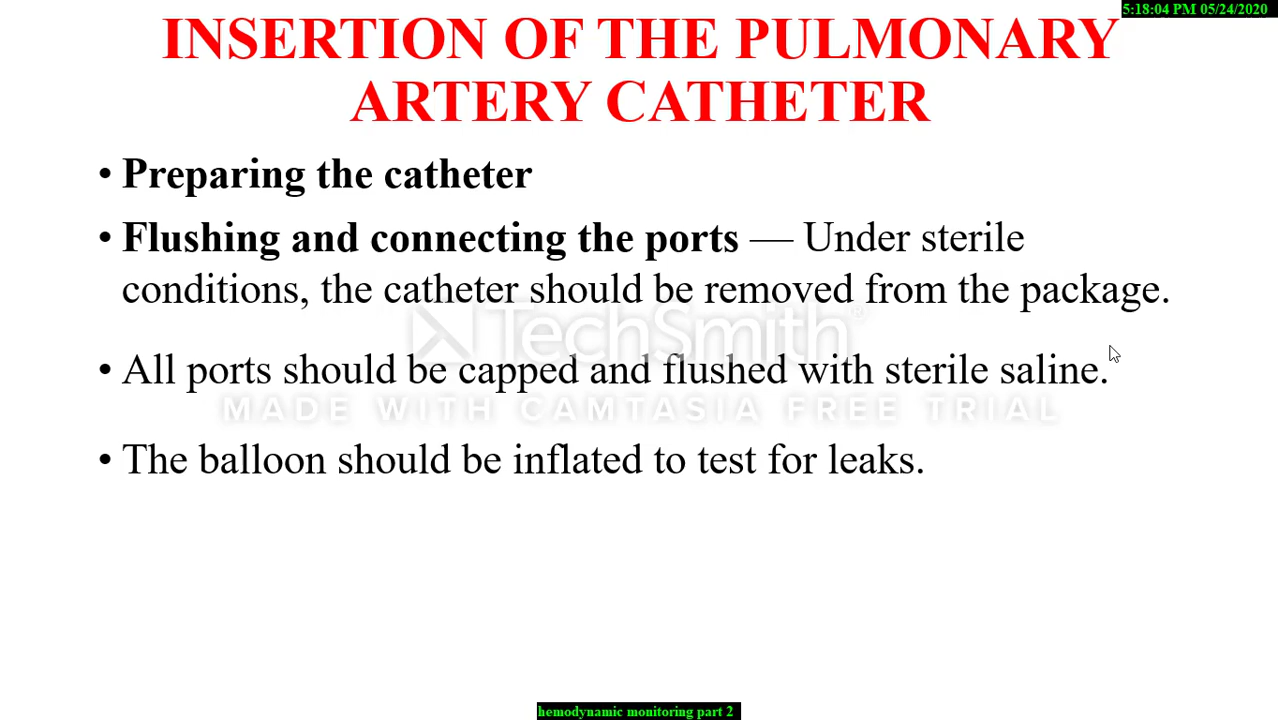 5:18:04 PM 05/24/2020
INSERTION OF THE PULMONARY
ARTERY CATHETER
• Preparing the catheter
• Flushing and connecting the ports — Under sterile
conditions, the catheter should be removed from the package.
TechSmith®
• All ports should be capped and flushed with sterile saline.
MADE WITH CAMTASIA FREE TRIAL
• The balloon should be inflated to test for leaks.
hemodynamic monitoring part 2